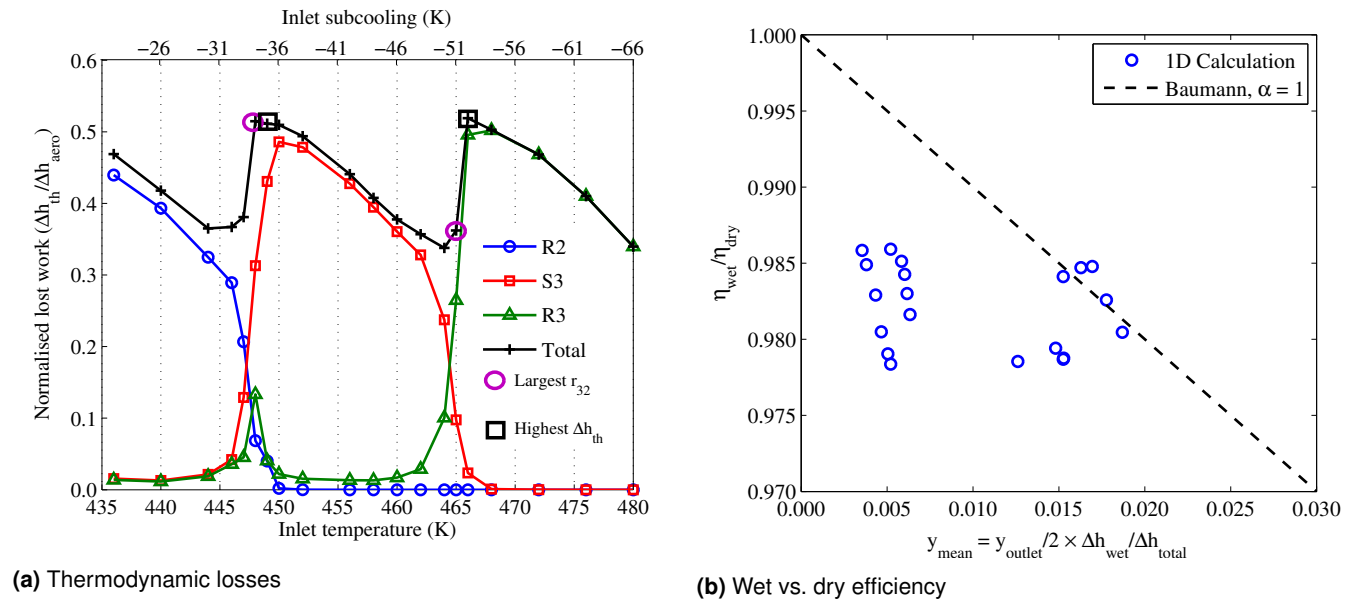 Inlet subcooling (K)
−26 −31 −36 −41 −46 −51 −56 −61 −66
Normalised lost work (Δh_th/Δh_aero)
0.6
0.5
0.4
0.3
0.2
0.1
0.0
R2
S3
R3
Total
Largest r_32
Highest Δh_th
435 440 445 450 455 460 465 470 475 480
Inlet temperature (K)
(a) Thermodynamic losses
η_wet/η_dry
1.000
0.995
0.990
0.985
0.980
0.975
0.970
1D Calculation
Baumann, α = 1
0.000 0.005 0.010 0.015 0.020 0.025 0.030
y_mean = y_outlet/2 × Δh_wet/Δh_total
(b) Wet vs. dry efficiency